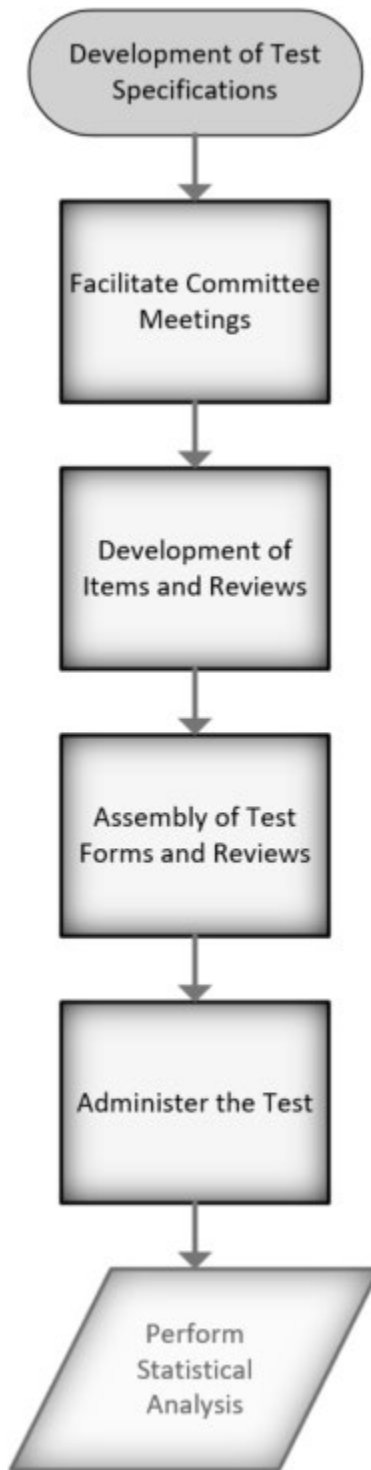 Development of Test
Specifications
Facilitate Committee
Meetings
Development of
Items and Reviews
Assembly of Test
Forms and Reviews
Administer the Test
Perform
Statistical
Analysis